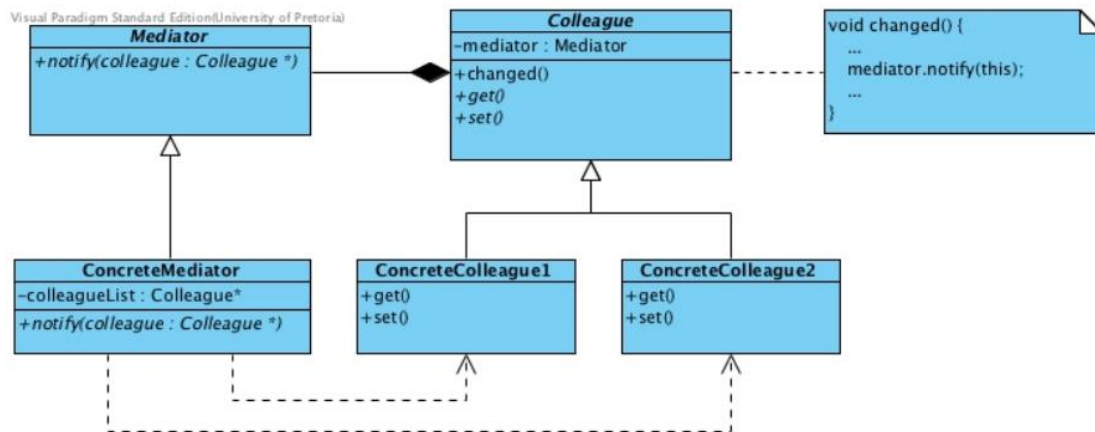 Visual Paradigm Standard Edition(University of Pretoria)
Mediator
+notify(colleague : Colleague *)
Colleague
-mediator : Mediator
+changed()
+get()
+set()
void changed() {
...
mediator.notify(this);
...
}
ConcreteMediator
-colleagueList : Colleague*
+notify(colleague : Colleague *)
ConcreteColleague1
+get()
+set()
ConcreteColleague2
+get()
+set()